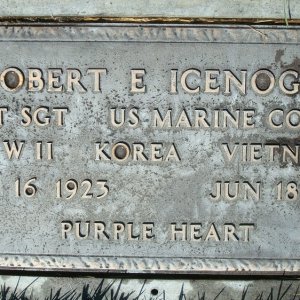 OBERT E ICENOG
T SGT US MARINE CO
W II KOREA VIETN
16 1923 JUN 18
PURPLE HEART